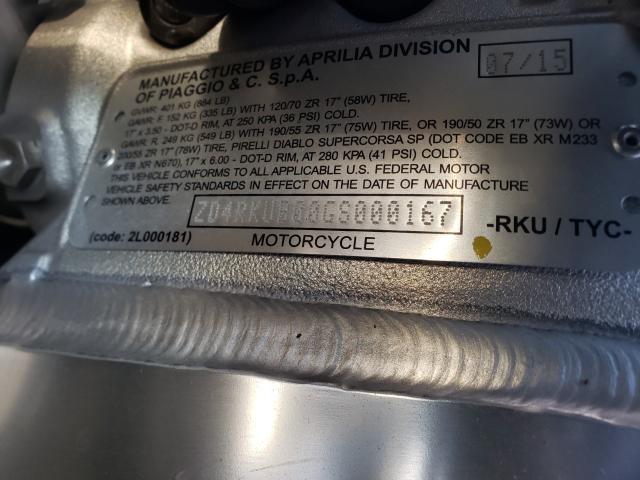 MANUFACTURED BY APRILIA DIVISION
OF PIAGGIO & C. S.p.A.
07/15
GVWR: 401 KG (884 LB)
GAWR: F. 152 KG (335 LB) WITH 120/70 ZR 17" (58W) TIRE,
17" x 3.50 - DOT-D RIM, AT 250 KPA (36 PSI) COLD.
GAWR: R. 249 KG (549 LB) WITH 190/55 ZR 17" (75W) TIRE, OR 190/50 ZR 17" (73W) OR
200/55 ZR 17" (78W) TIRE, PIRELLI DIABLO SUPERCORSA SP (DOT CODE EB XR M233
or EB XR N670), 17" x 6.00 - DOT-D RIM, AT 280 KPA (41 PSI) COLD.
THIS VEHICLE CONFORMS TO ALL APPLICABLE U.S. FEDERAL MOTOR
VEHICLE SAFETY STANDARDS IN EFFECT ON THE DATE OF MANUFACTURE
SHOWN ABOVE.
ZD4RKUB00GS000167
-RKU / TYC-
(code: 2L000181)
MOTORCYCLE